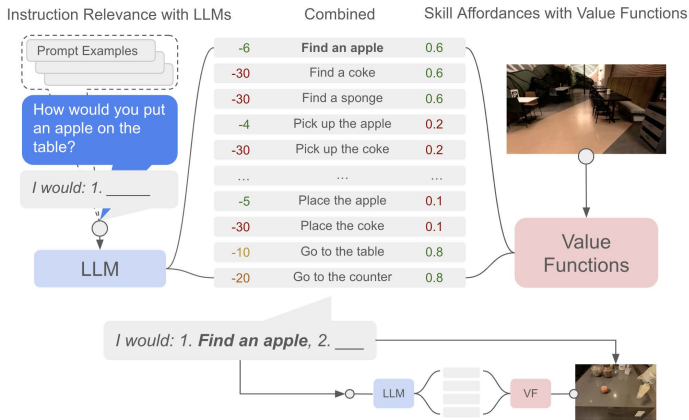 Instruction Relevance with LLMs
Combined
Skill Affordances with Value Functions
Prompt Examples
How would you put
an apple on the
table?
I would: 1. _____
LLM
-6 Find an apple 0.6
-30 Find a coke 0.6
-30 Find a sponge 0.6
-4 Pick up the apple 0.2
-30 Pick up the coke 0.2
... ... ...
-5 Place the apple 0.1
-30 Place the coke 0.1
-10 Go to the table 0.8
-20 Go to the counter 0.8
Value
Functions
I would: 1. Find an apple, 2. ___
LLM
VF